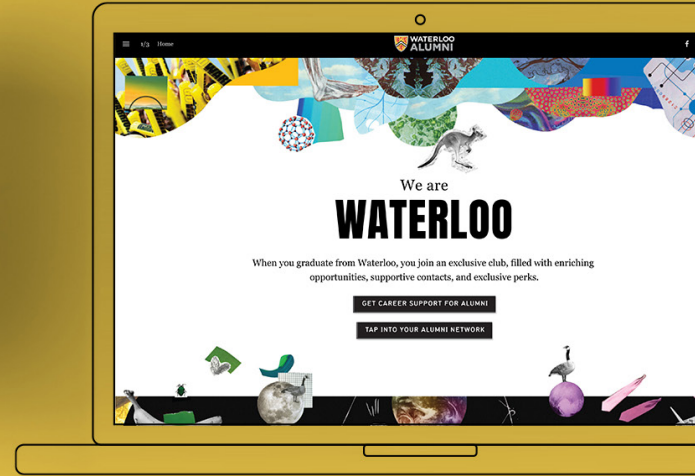 1/3 Home
WATERLOO
ALUMNI
f
We are
WATERLOO
When you graduate from Waterloo, you join an exclusive club, filled with enriching
opportunities, supportive contacts, and exclusive perks.
GET CAREER SUPPORT FOR ALUMNI
TAP INTO YOUR ALUMNI NETWORK